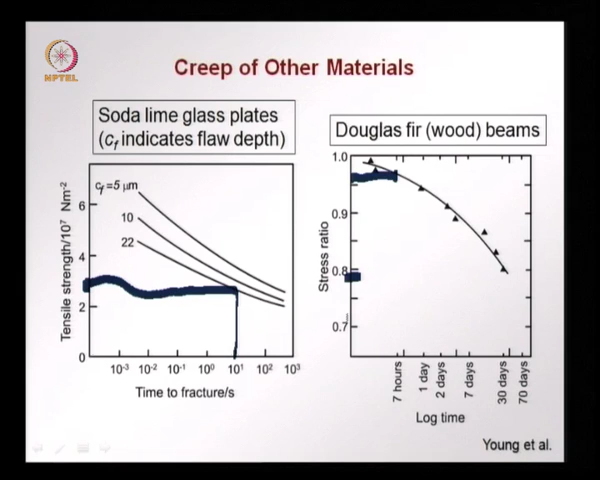 NPTEL
Creep of Other Materials
Soda lime glass plates
(cf indicates flaw depth)
Douglas fir (wood) beams
Tensile strength/10⁷ Nm⁻²
6
4
2
0
cf=5 μm
10
22
10⁻³ 10⁻² 10⁻¹ 10⁰ 10¹ 10² 10³
Time to fracture/s
Stress ratio
1.0
0.9
0.8
0.7
7 hours
1 day
2 days
7 days
30 days
70 days
Log time
Young et al.